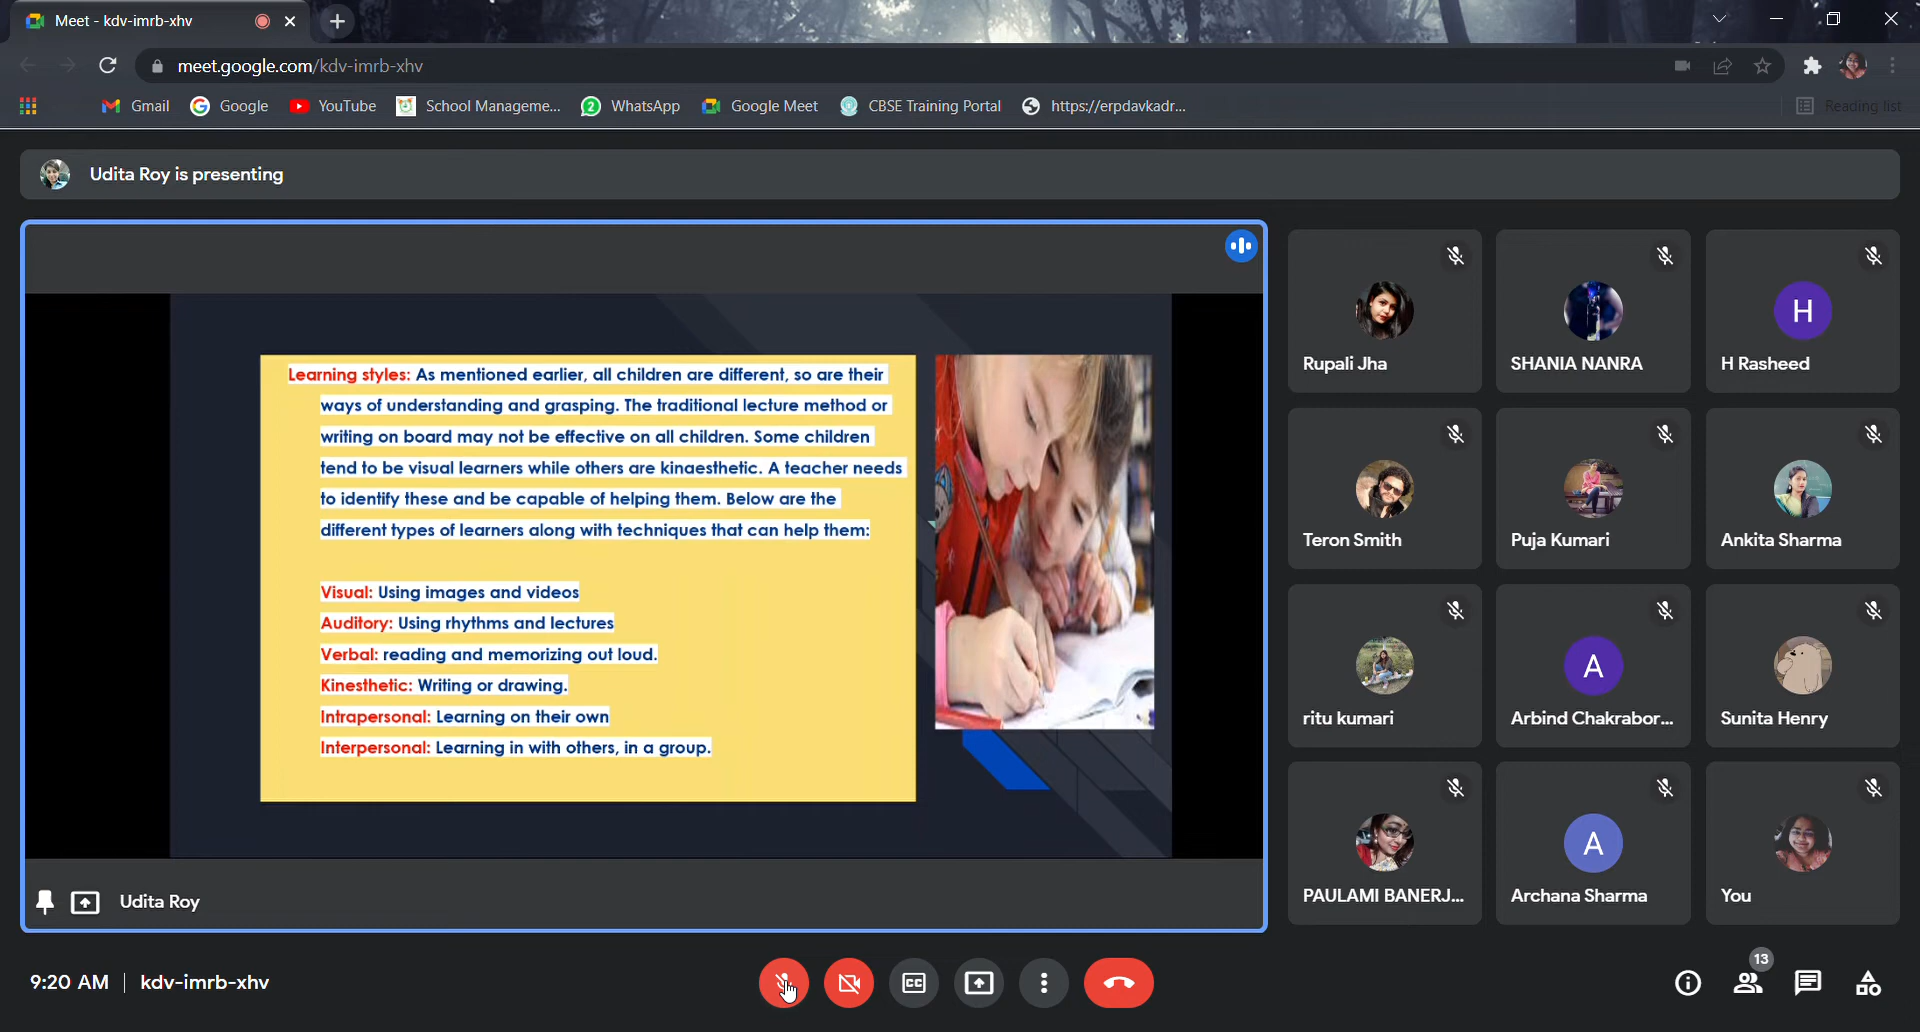 Meet - kdv-imrb-xhv
meet.google.com/kdv-imrb-xhv
Gmail Google YouTube School Manageme... WhatsApp Google Meet CBSE Training Portal https://erpdavkadr... Reading list
Udita Roy is presenting
Learning styles: As mentioned earlier, all children are different, so are their
ways of understanding and grasping. The traditional lecture method or
writing on board may not be effective on all children. Some children
tend to be visual learners while others are kinaesthetic. A teacher needs
to identify these and be capable of helping them. Below are the
different types of learners along with techniques that can help them:
Visual: Using images and videos
Auditory: Using rhythms and lectures
Verbal: reading and memorizing out loud.
Kinesthetic: Writing or drawing.
Intrapersonal: Learning on their own
Interpersonal: Learning in with others, in a group.
Udita Roy
Rupali Jha
SHANIA NANRA
H
H Rasheed
Teron Smith
Puja Kumari
Ankita Sharma
ritu kumari
A
Arbind Chakrabor...
Sunita Henry
PAULAMI BANERJ...
A
Archana Sharma
You
9:20 AM | kdv-imrb-xhv
CC
13